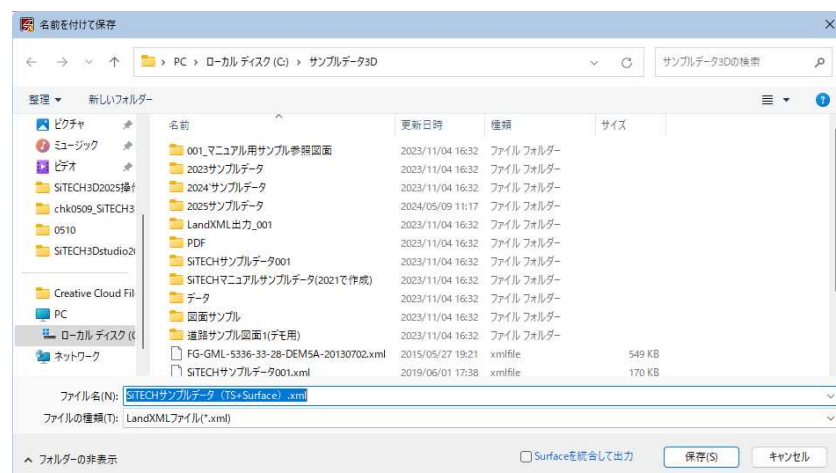 名前を付けて保存
PC › ローカル ディスク (C:) › サンプルデータ3D
サンプルデータ3Dの検索
整理 新しいフォルダー
ピクチャ
ミュージック
ビデオ
SiTECH3D2025操
chk0509_SiTECH3
0510
SiTECH3Dstudio20
Creative Cloud Fil
PC
ローカル ディスク (C
ネットワーク
名前 更新日時 種類 サイズ
001_マニュアル用サンプル参照図面 2023/11/04 16:32 ファイル フォルダー
2023サンプルデータ 2023/11/04 16:32 ファイル フォルダー
2024'サンプルデータ 2023/11/04 16:32 ファイル フォルダー
2025サンプルデータ 2024/05/09 11:17 ファイル フォルダー
LandXML出力_001 2023/11/04 16:32 ファイル フォルダー
PDF 2023/11/04 16:32 ファイル フォルダー
SiTECHサンプルデータ001 2023/11/04 16:32 ファイル フォルダー
SiTECHマニュアルサンプルデータ(2021で作成) 2023/11/04 16:32 ファイル フォルダー
データ 2023/11/04 16:32 ファイル フォルダー
図面サンプル 2023/11/04 16:32 ファイル フォルダー
道路サンプル図面1(デモ用) 2023/11/04 16:32 ファイル フォルダー
FG-GML-5336-33-28-DEM5A-20130702.xml 2015/05/27 19:21 xmlfile 549 KB
SiTECHサンプルデータ001.xml 2019/06/01 17:38 xmlfile 170 KB
ファイル名(N): SiTECHサンプルデータ（TS+Surface）.xml
ファイルの種類(T): LandXMLファイル(*.xml)
フォルダーの非表示
Surfaceを統合して出力
保存(S)
キャンセル